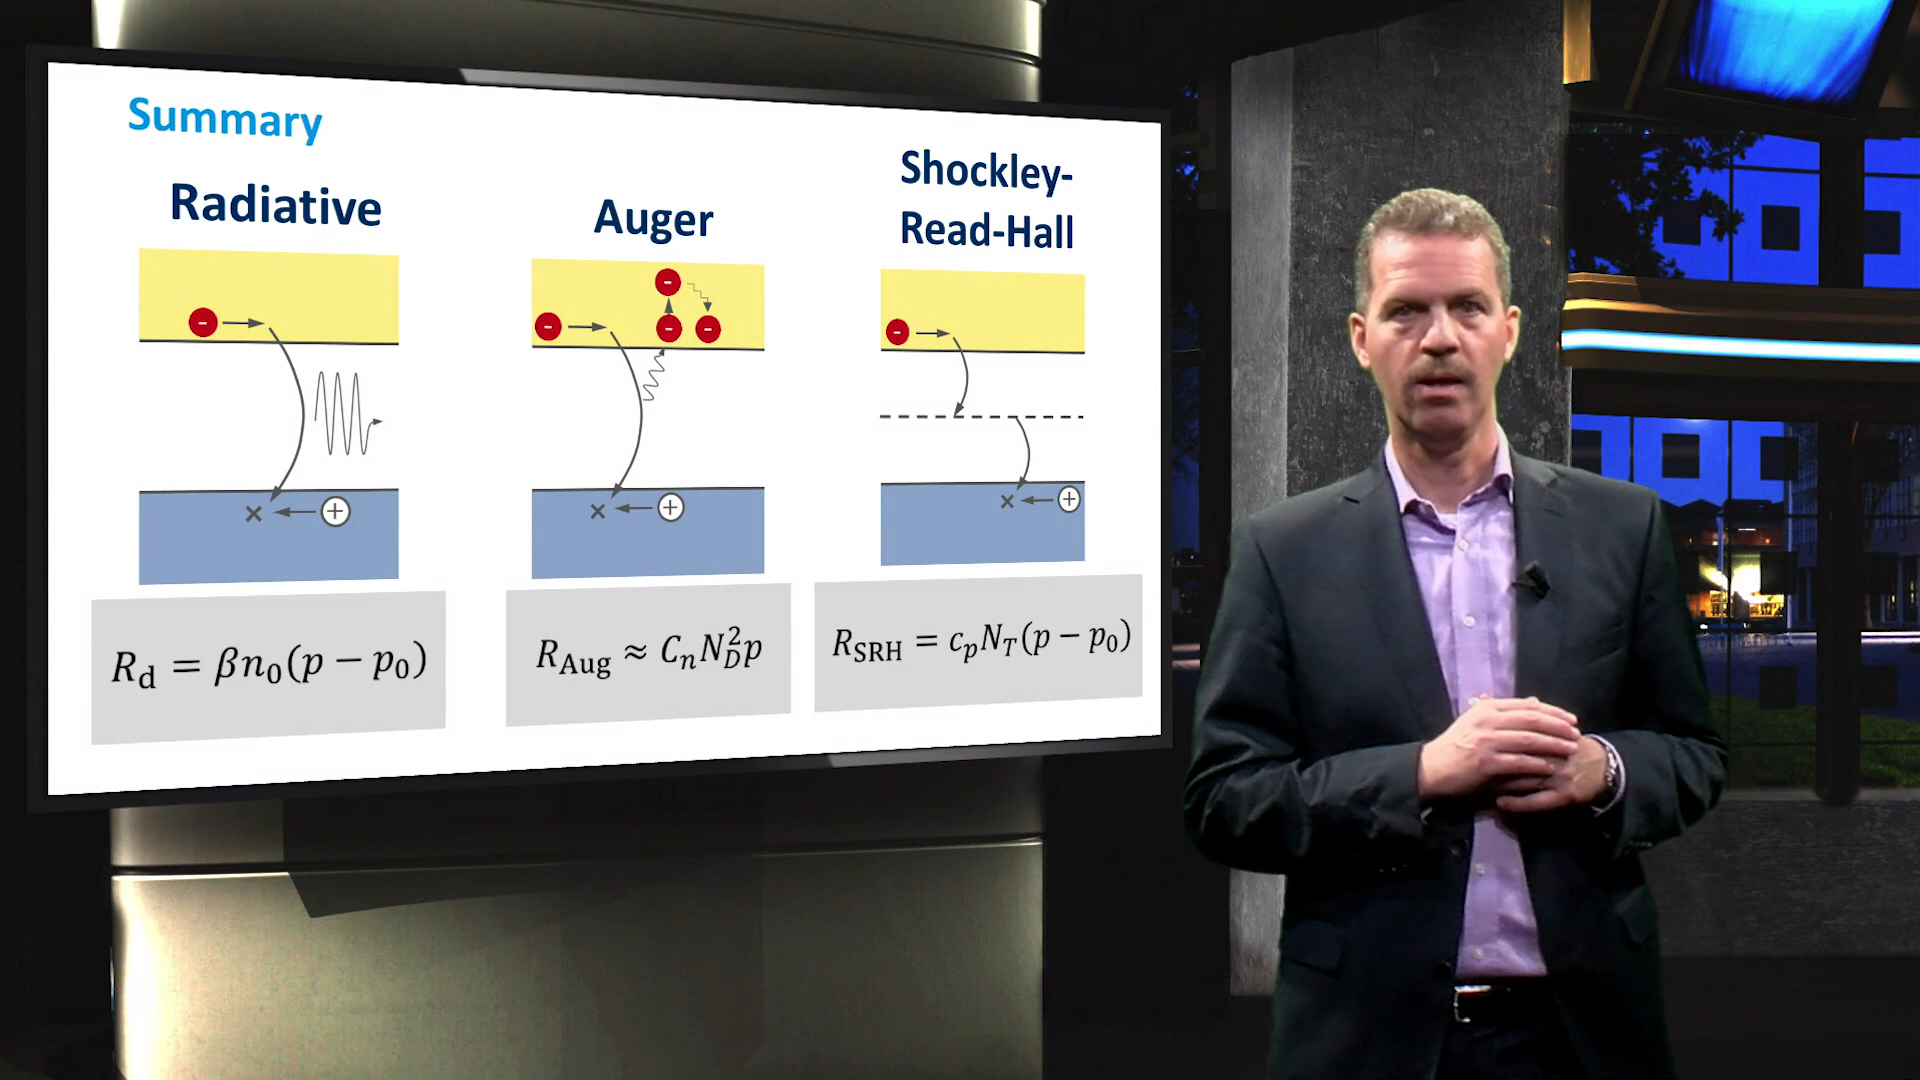 Summary
Radiative
Auger
Shockley-
Read-Hall
R_d = βn_0(p − p_0)
R_Aug ≈ C_n N_D^2 p
R_SRH = c_p N_T(p − p_0)